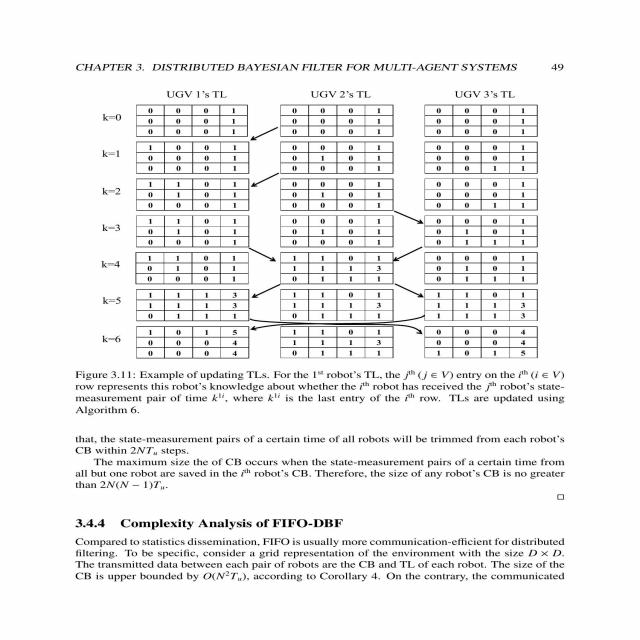 CHAPTER 3. DISTRIBUTED BAYESIAN FILTER FOR MULTI-AGENT SYSTEMS 49
UGV 1's TL UGV 2's TL UGV 3's TL
0 0 0 1 0 0 0 1 0 0 0 1
k=0 0 0 0 1 0 0 0 1 0 0 0 1
0 0 0 1 0 0 0 1 0 0 0 1
1 0 0 1 0 0 0 1 0 0 0 1
k=1 0 0 0 1 0 1 0 1 0 0 0 1
0 0 0 1 0 0 0 1 0 0 1 1
1 1 0 1 0 0 0 1 0 0 0 1
k=2 0 1 0 1 0 1 0 1 0 0 0 1
0 0 0 1 0 0 0 1 0 0 1 1
1 1 0 1 0 0 0 1 0 0 0 1
k=3 0 1 0 1 0 1 0 1 0 1 0 1
0 0 0 1 0 0 0 1 0 1 1 1
1 1 0 1 1 1 0 1 0 0 0 1
k=4 0 1 0 1 1 1 1 3 0 1 0 1
0 0 0 1 0 1 1 1 0 1 1 1
1 1 1 3 1 1 0 1 1 1 0 1
k=5 1 1 1 3 1 1 1 3 1 1 1 3
0 1 1 1 0 1 1 1 1 1 1 3
1 0 1 5 1 1 0 1 0 0 0 4
k=6 0 0 0 4 1 1 1 3 0 0 0 4
0 0 0 4 0 1 1 1 1 0 1 5
Figure 3.11: Example of updating TLs. For the 1st robot's TL, the jth (j ∈ V) entry on the ith (i ∈ V)
row represents this robot's knowledge about whether the ith robot has received the jth robot's state-
measurement pair of time k1i, where k1i is the last entry of the ith row. TLs are updated using
Algorithm 6.
that, the state-measurement pairs of a certain time of all robots will be trimmed from each robot's
CB within 2NTu steps.
The maximum size the of CB occurs when the state-measurement pairs of a certain time from
all but one robot are saved in the ith robot's CB. Therefore, the size of any robot's CB is no greater
than 2N(N − 1)Tu.
□
3.4.4 Complexity Analysis of FIFO-DBF
Compared to statistics dissemination, FIFO is usually more communication-efficient for distributed
filtering. To be specific, consider a grid representation of the environment with the size D × D.
The transmitted data between each pair of robots are the CB and TL of each robot. The size of the
CB is upper bounded by O(N²Tu), according to Corollary 4. On the contrary, the communicated